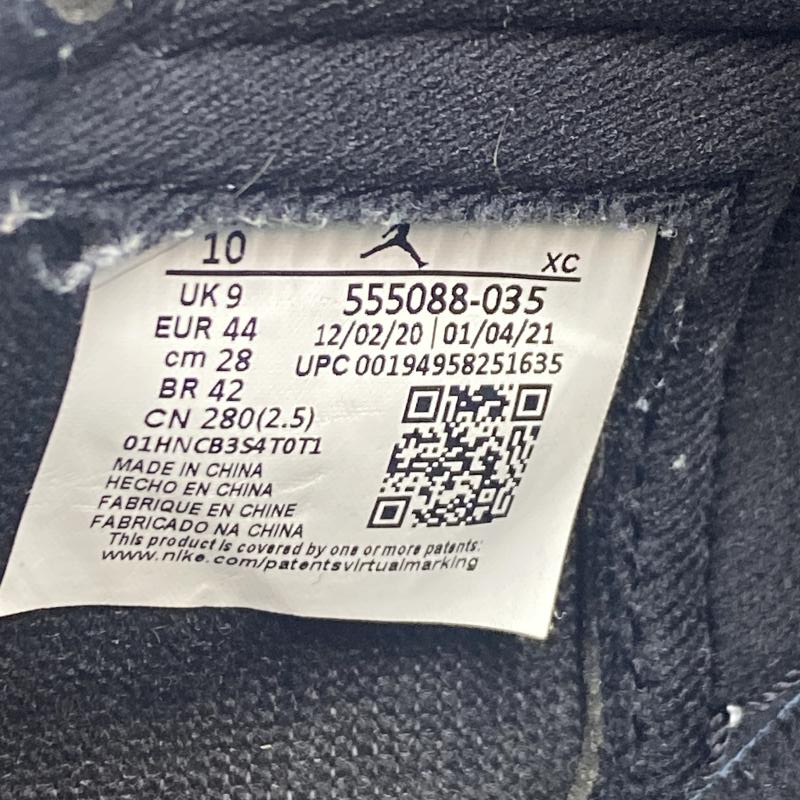 10
XC
UK 9
555088-035
EUR 44
12/02/20 | 01/04/21
cm 28
UPC 00194958251635
BR 42
CN 280(2.5)
01HNCB3S4T0T1
MADE IN CHINA
HECHO EN CHINA
FABRIQUE EN CHINE
FABRICADO NA CHINA
This product is covered by one or more patents:
www.nike.com/patentsvirtualmarking